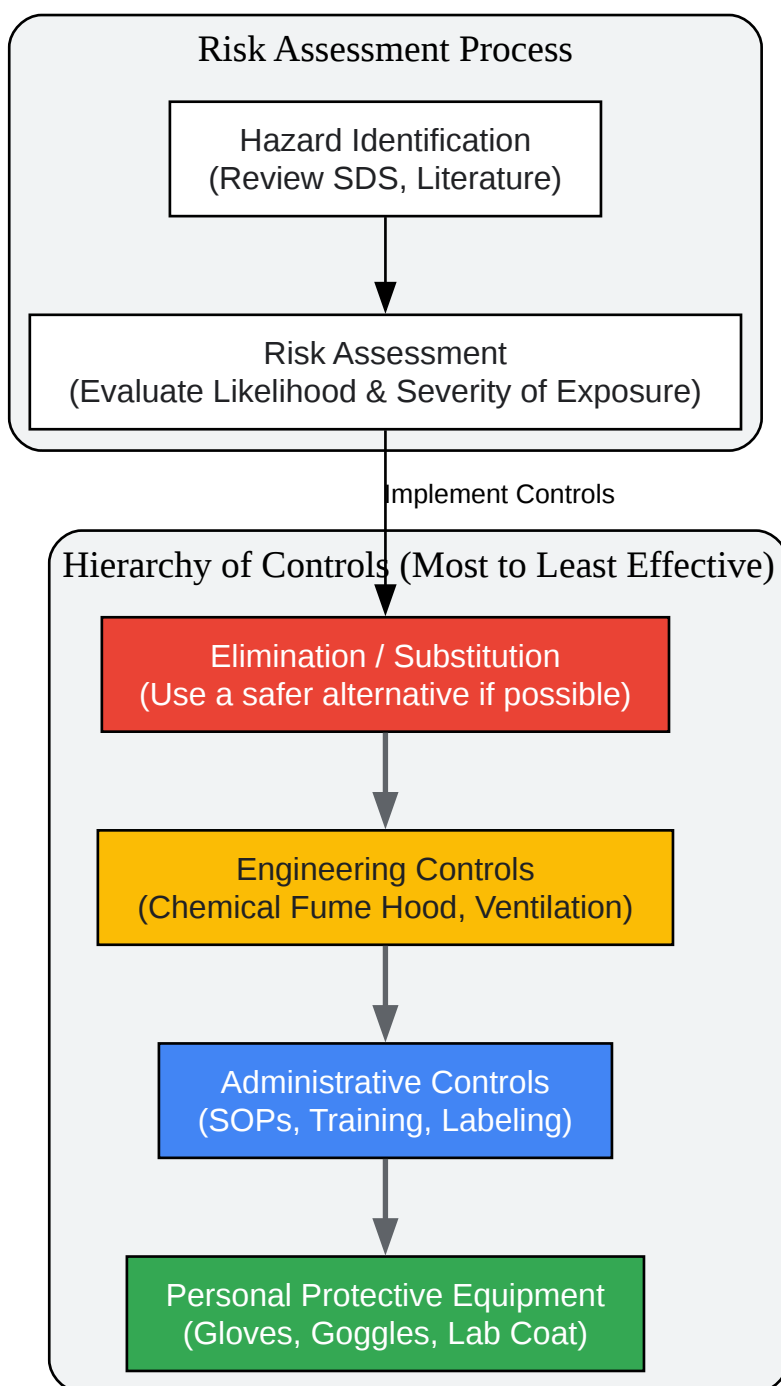 Risk Assessment Process
Hazard Identification
(Review SDS, Literature)
Risk Assessment
(Evaluate Likelihood & Severity of Exposure)
Implement Controls
Hierarchy of Controls (Most to Least Effective)
Elimination / Substitution
(Use a safer alternative if possible)
Engineering Controls
(Chemical Fume Hood, Ventilation)
Administrative Controls
(SOPs, Training, Labeling)
Personal Protective Equipment
(Gloves, Goggles, Lab Coat)